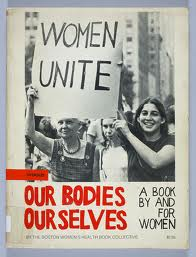 WOMEN
UNITE
OUR BODIES
OURSELVES
A BOOK
BY AND
FOR
WOMEN
BY THE BOSTON WOMEN'S HEALTH BOOK COLLECTIVE